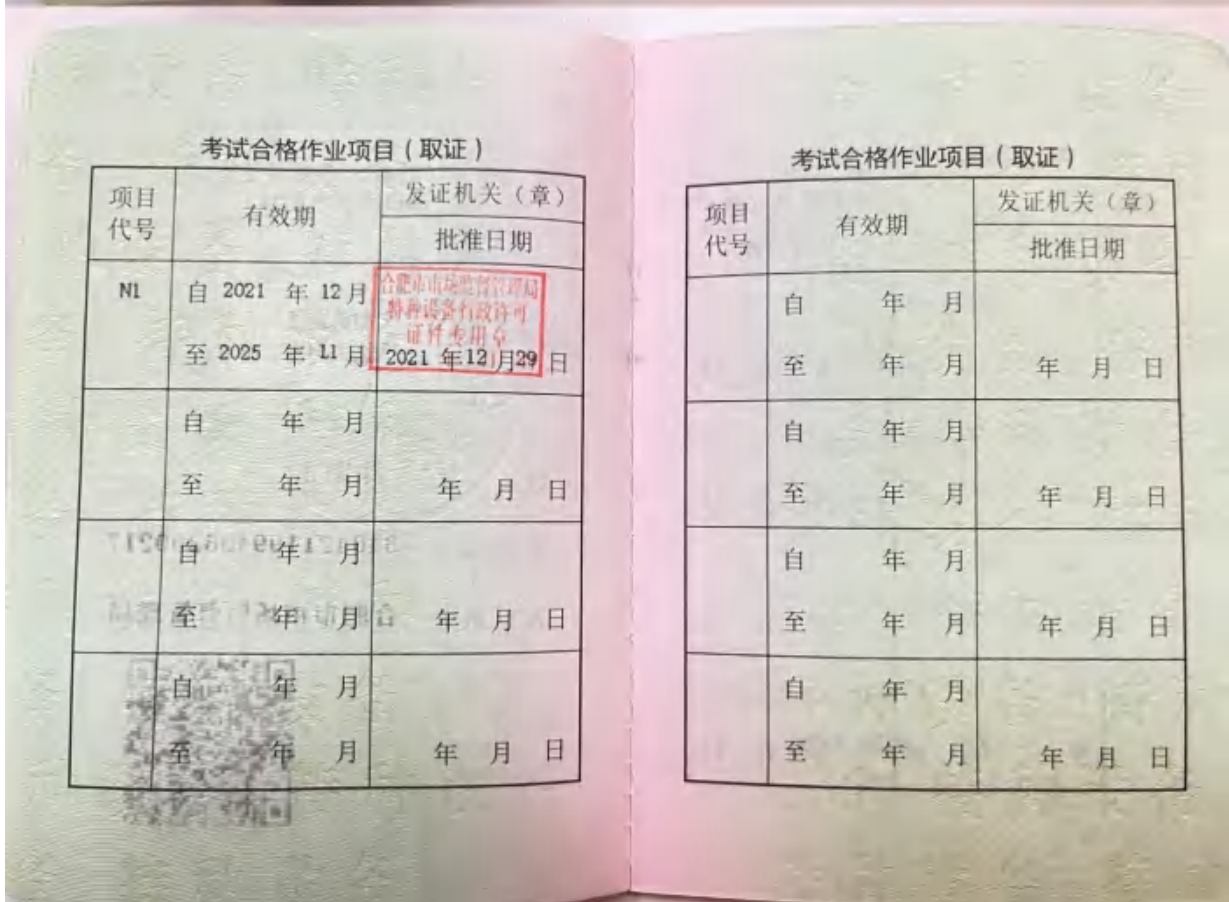 考试合格作业项目（取证）
项目代号 有效期 发证机关（章）
批准日期
N1 自 2021 年 12 月
合肥市市场监督管理局
特种设备行政许可
证件专用章
至 2025 年 11 月 2021 年 12 月 29 日
自 年 月
至 年 月 年 月 日
自 年 月
至 年 月 年 月 日
自 年 月
至 年 月 年 月 日
考试合格作业项目（取证）
项目代号 有效期 发证机关（章）
批准日期
自 年 月
至 年 月 年 月 日
自 年 月
至 年 月 年 月 日
自 年 月
至 年 月 年 月 日
自 年 月
至 年 月 年 月 日